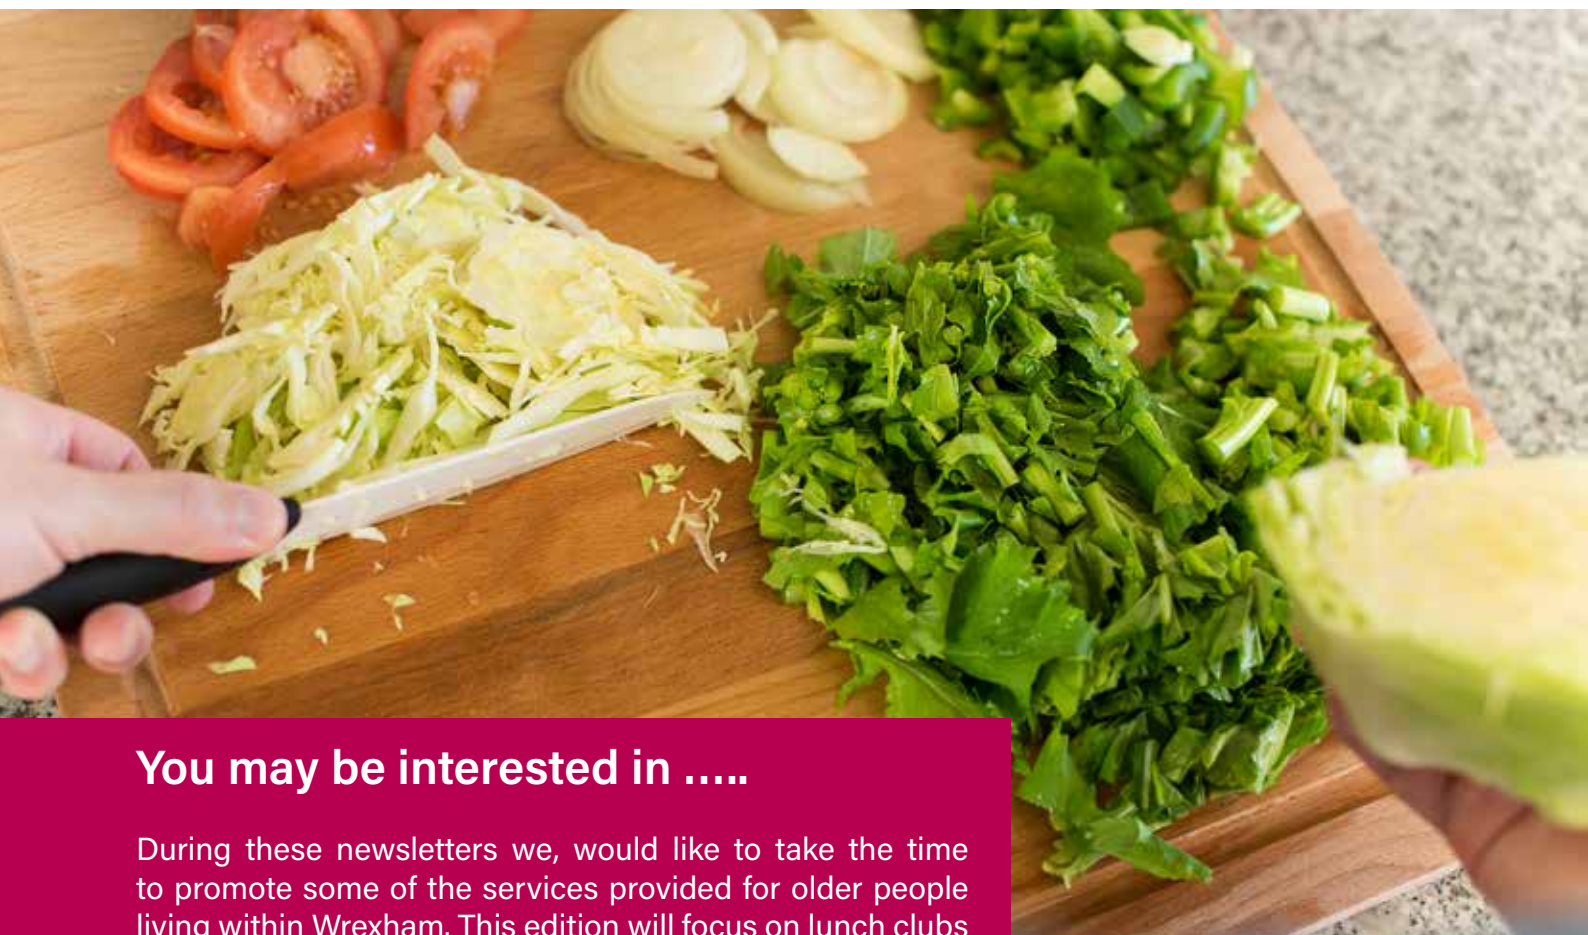 You may be interested in .....
During these newsletters we, would like to take the time
to promote some of the services provided for older people
living within Wrexham. This edition will focus on lunch clubs